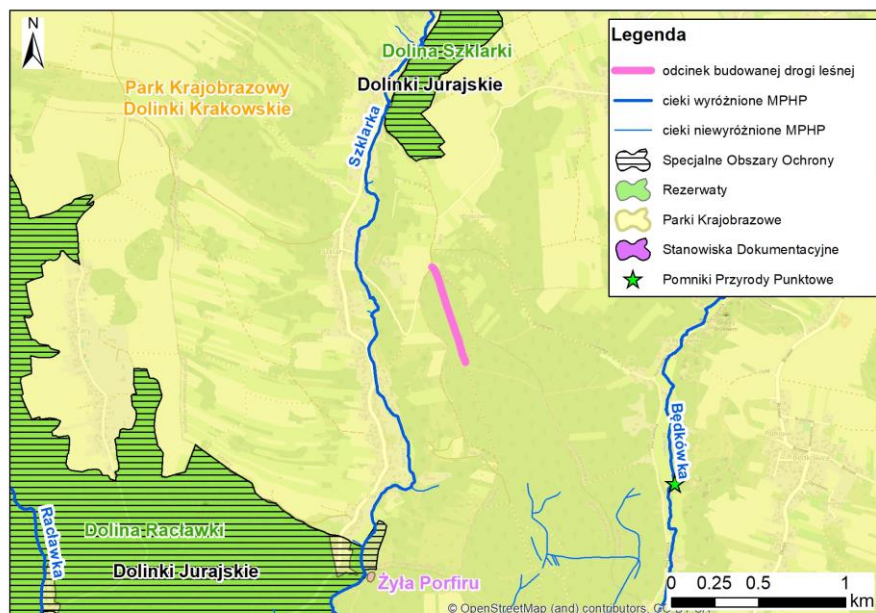 N
Park Krajobrazowy
Dolinki Krakowskie
Dolina Szklarki
Dolinki Jurajskie
Szklarka
Legenda
odcinek budowanej drogi leśnej
cieki wyróżnione MPHP
cieki niewyróżnione MPHP
Specjalne Obszary Ochrony
Rezerwaty
Parki Krajobrazowe
Stanowiska Dokumentacyjne
Pomniki Przyrody Punktowe
Będkówka
Racławka
Dolina Racławki
Dolinki Jurajskie
Żyła Porfiru
0 0.25 0.5 1
km
© OpenStreetMap (and) contributors,